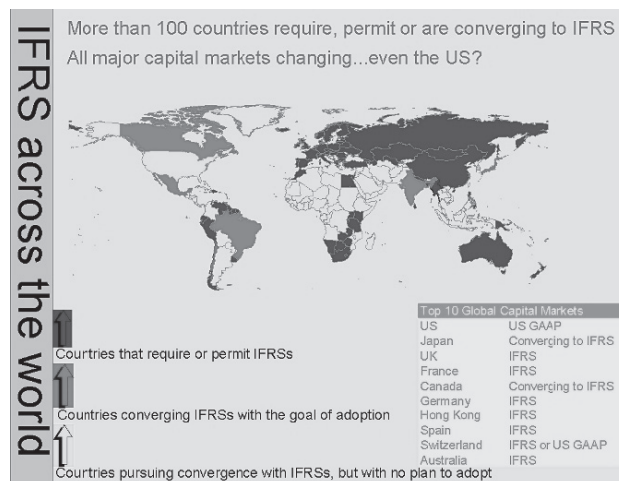 IFRS across the world
More than 100 countries require, permit or are converging to IFRS
All major capital markets changing...even the US?
Countries that require or permit IFRSs
Countries converging IFRSs with the goal of adoption
Countries pursuing convergence with IFRSs, but with no plan to adopt
Top 10 Global Capital Markets
US US GAAP
Japan Converging to IFRS
UK IFRS
France IFRS
Canada Converging to IFRS
Germany IFRS
Hong Kong IFRS
Spain IFRS
Switzerland IFRS or US GAAP
Australia IFRS